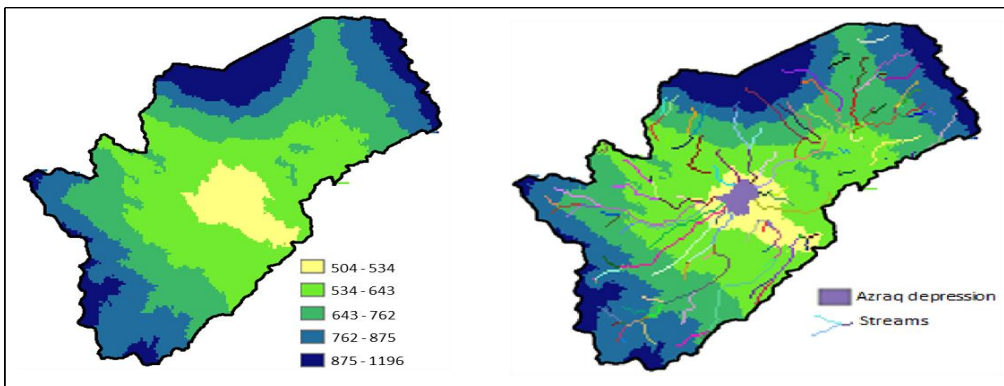 504 - 534
534 - 643
643 - 762
762 - 875
875 - 1196
Azraq depression
Streams